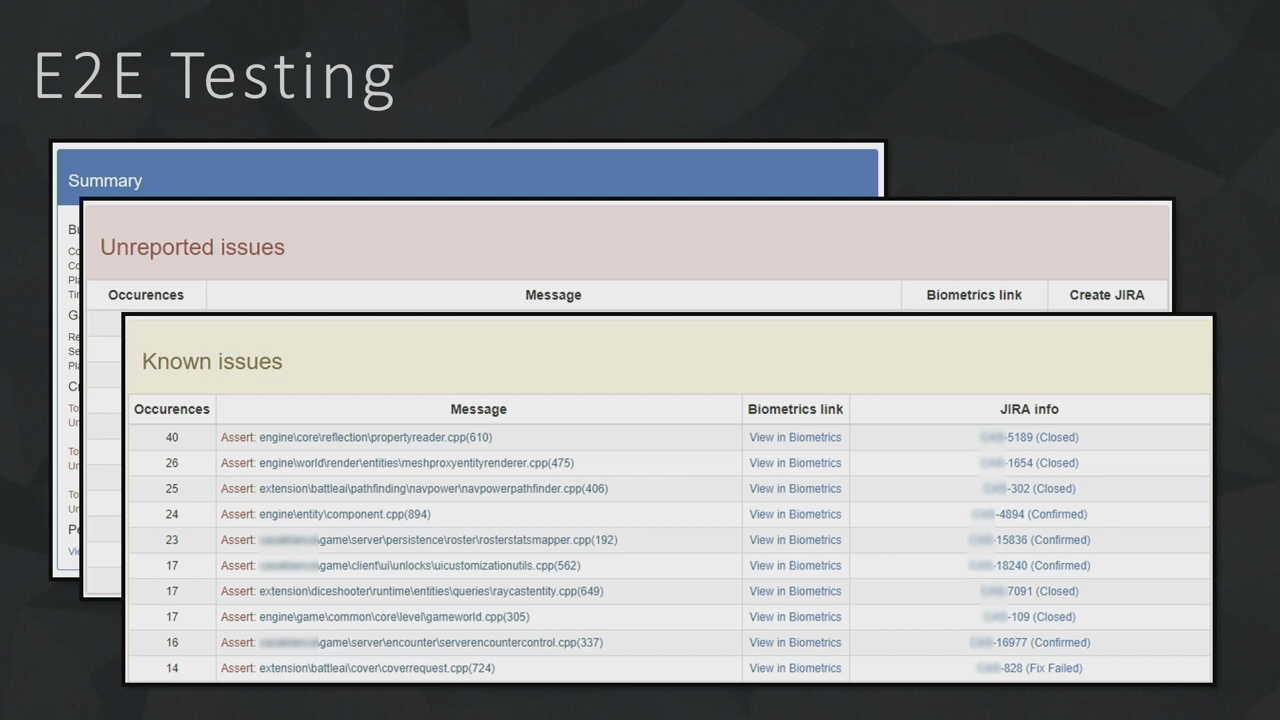 E2E Testing
Summary
Unreported issues
Occurences Message Biometrics link Create JIRA
Known issues
Occurences Message Biometrics link JIRA info
40 Assert: engine\core\reflection\propertyreader.cpp(610) View in Biometrics -5189 (Closed)
26 Assert: engine\world\render\entities\meshproxyentityrenderer.cpp(475) View in Biometrics -1654 (Closed)
25 Assert: extension\battleai\pathfinding\navpower\navpowerpathfinder.cpp(406) View in Biometrics -302 (Closed)
24 Assert: engine\entity\component.cpp(894) View in Biometrics -4894 (Confirmed)
23 Assert: \game\server\persistence\roster\rosterstatsmapper.cpp(192) View in Biometrics -15836 (Confirmed)
17 Assert: \game\client\ui\unlocks\uicustomizationutils.cpp(562) View in Biometrics -18240 (Confirmed)
17 Assert: extension\diceshooter\runtime\entities\queries\raycastentity.cpp(649) View in Biometrics -7091 (Closed)
17 Assert: engine\game\common\core\level\gameworld.cpp(305) View in Biometrics -109 (Closed)
16 Assert: \game\server\encounter\serverencountercontrol.cpp(337) View in Biometrics -16977 (Confirmed)
14 Assert: extension\battleai\cover\coverrequest.cpp(724) View in Biometrics -828 (Fix Failed)